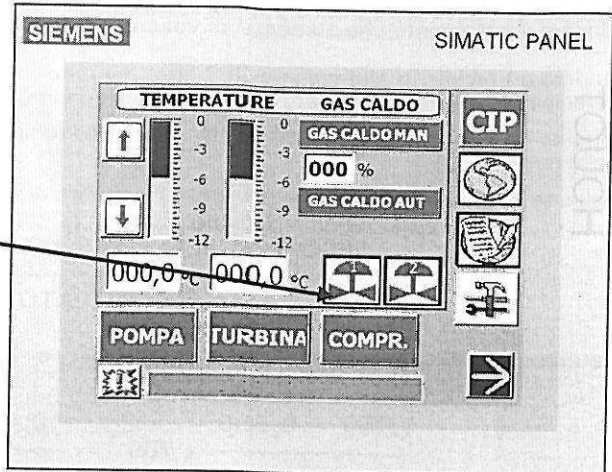 SIEMENS
SIMATIC PANEL
TEMPERATURE GAS CALDO
0 0 GAS CALDO MAN
-3 -3
000 %
-6 -6
GAS CALDO AUT
-9 -9
-12 -12
000,0 °C 000,0 °C
1 2
CIP
POMPA TURBINA COMPR.
TOUCH